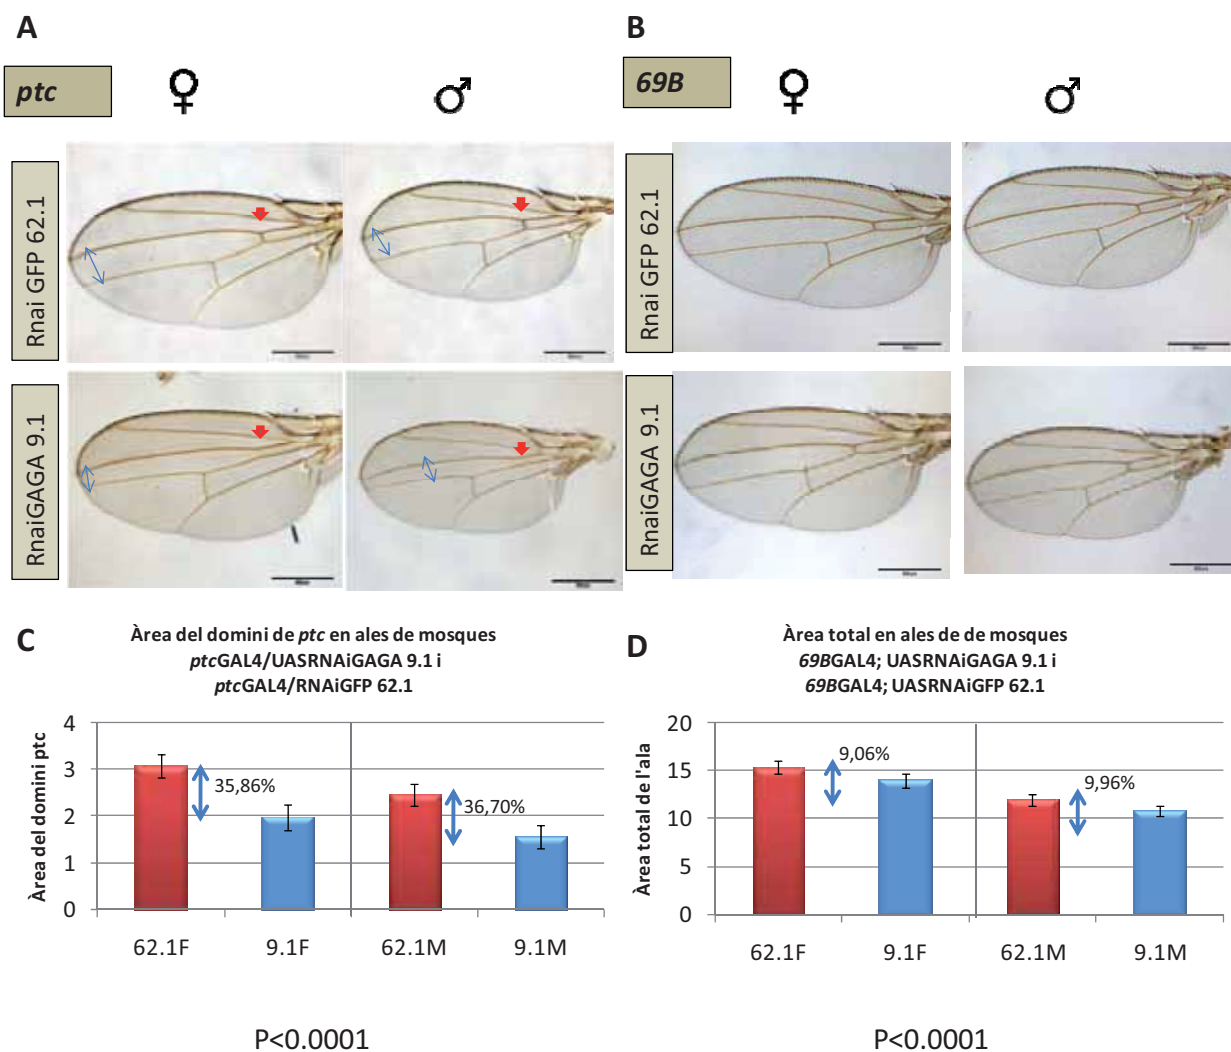 A
B
ptc
♀
♂
69B
♀
♂
Rnai GFP 62.1
Rnai GFP 62.1
RnaiGAGA 9.1
RnaiGAGA 9.1
C
Àrea del domini de ptc en ales de mosques
ptcGAL4/UASRNAiGAGA 9.1 i
ptcGAL4/RNAiGFP 62.1
D
Àrea total en ales de de mosques
69BGAL4; UASRNAiGAGA 9.1 i
69BGAL4; UASRNAiGFP 62.1
Àrea del domini ptc
4
3
2
1
0
35,86%
36,70%
62.1F
9.1F
62.1M
9.1M
P<0.0001
Àrea total de l'ala
20
15
10
5
0
9,06%
9,96%
62.1F
9.1F
62.1M
9.1M
P<0.0001